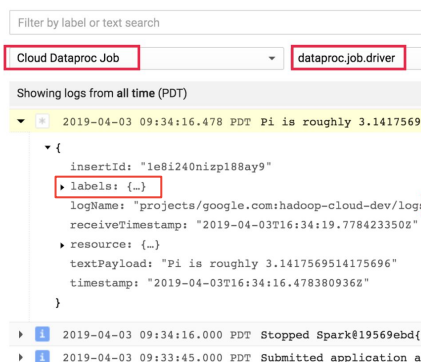 Filter by label or text search
Cloud Dataproc Job dataproc.job.driver
Showing logs from all time (PDT)
2019-04-03 09:34:16.478 PDT Pi is roughly 3.1417569
{
insertId: "1e8i240nizp188ay9"
labels: {…}
logName: "projects/google.com:hadoop-cloud-dev/log
receiveTimestamp: "2019-04-03T16:34:19.778423350Z"
resource: {…}
textPayload: "Pi is roughly 3.1417569514175696"
timestamp: "2019-04-03T16:34:16.478380936Z"
}
i 2019-04-03 09:34:16.000 PDT Stopped Spark@19569ebd{
i 2019-04-03 09:33:45.000 PDT Submitted application a